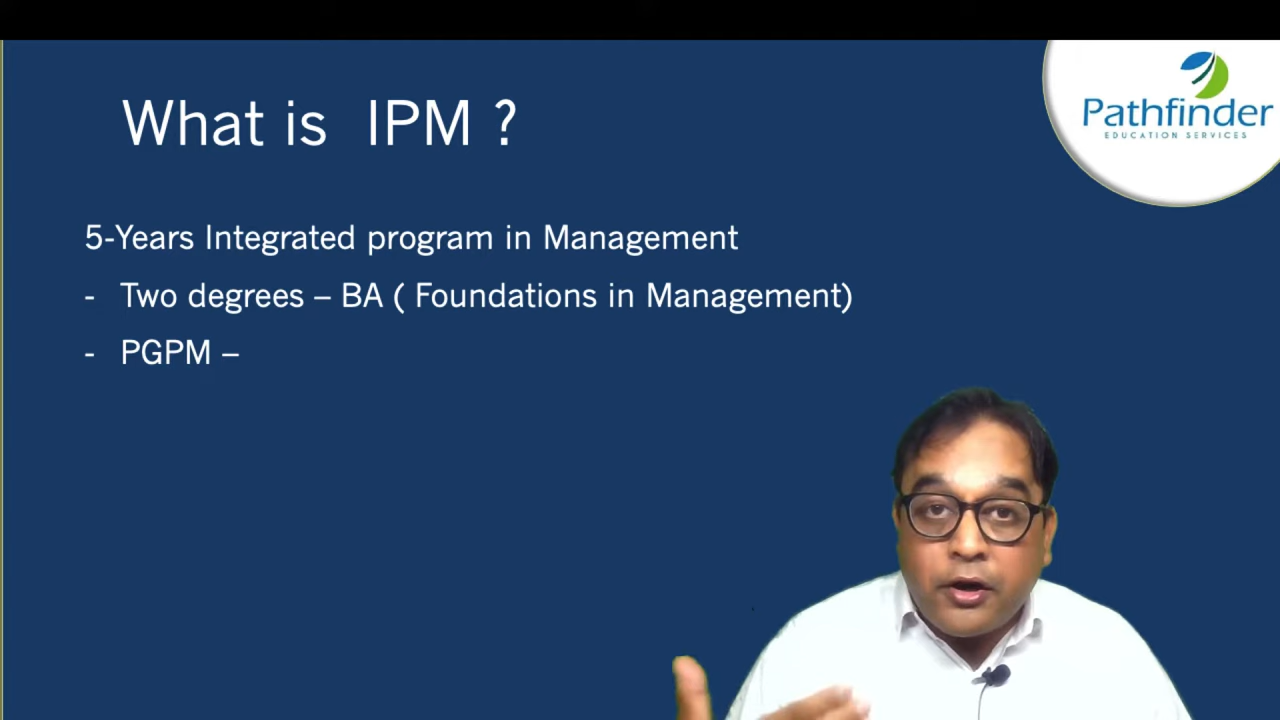 What is IPM ?
Pathfinder
EDUCATION SERVICES
5-Years Integrated program in Management
- Two degrees – BA ( Foundations in Management)
- PGPM –